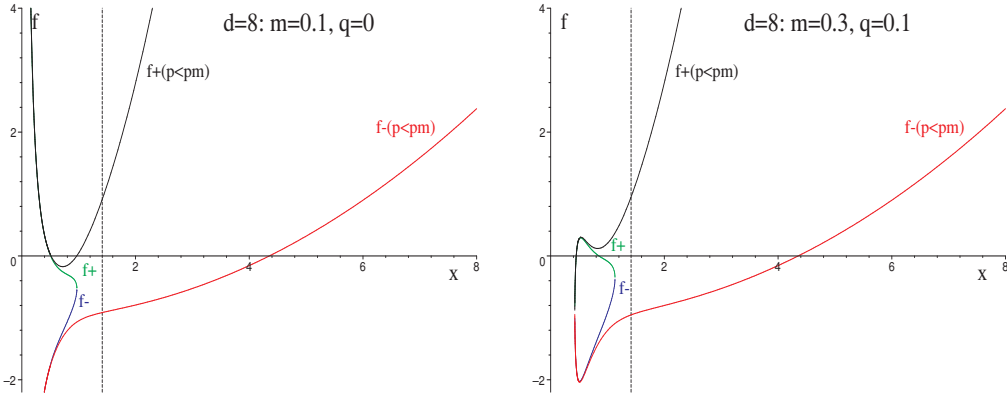 d=8: m=0.1, q=0
4
f
f+(p<pm)
2
f-(p<pm)
0
f+
2
4
6
x
8
f-
−2
d=8: m=0.3, q=0.1
4
f
f+(p<pm)
2
f-(p<pm)
f+
0
2
4
6
x
8
f-
−2